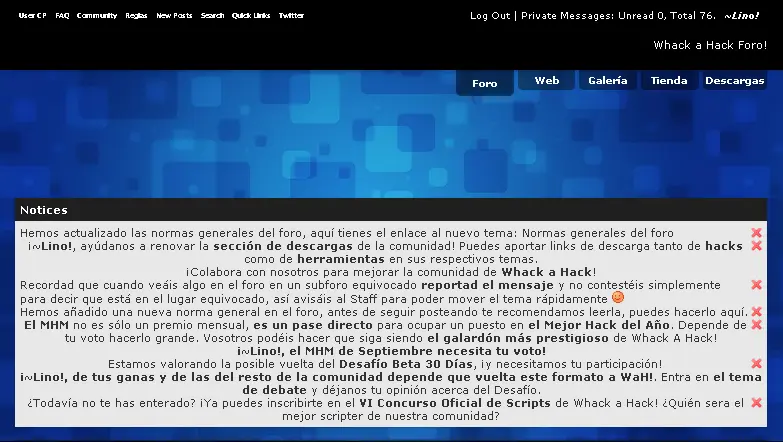 User CP FAQ Community Reglas New Posts Search Quick Links Twitter
Log Out | Private Messages: Unread 0, Total 76. ~Lino!
Whack a Hack Foro!
Foro Web Galería Tienda Descargas
Notices
Hemos actualizado las normas generales del foro, aquí tienes el enlace al nuevo tema: Normas generales del foro
¡~Lino!, ayúdanos a renovar la sección de descargas de la comunidad! Puedes aportar links de descarga tanto de hacks
como de herramientas en sus respectivos temas.
¡Colabora con nosotros para mejorar la comunidad de Whack a Hack!
Recordad que cuando veáis algo en el foro en un subforo equivocado reportad el mensaje y no contestéis simplemente
para decir que está en el lugar equivocado, así avisáis al Staff para poder mover el tema rápidamente
Hemos añadido una nueva norma general en el foro, antes de seguir posteando te recomendamos leerla, puedes hacerlo aquí.
El MHM no es sólo un premio mensual, es un pase directo para ocupar un puesto en el Mejor Hack del Año. Depende de
tu voto hacerlo grande. Vosotros podéis hacer que siga siendo el galardón más prestigioso de Whack A Hack!
¡~Lino!, el MHM de Septiembre necesita tu voto!
Estamos valorando la posible vuelta del Desafío Beta 30 Días, ¡y necesitamos tu participación!
¡~Lino!, de tus ganas y de las del resto de la comunidad depende que vuelta este formato a WaH!. Entra en el tema
de debate y déjanos tu opinión acerca del Desafío.
¿Todavía no te has enterado? ¡Ya puedes inscribirte en el VI Concurso Oficial de Scripts de Whack a Hack! ¿Quién sera el
mejor scripter de nuestra comunidad?